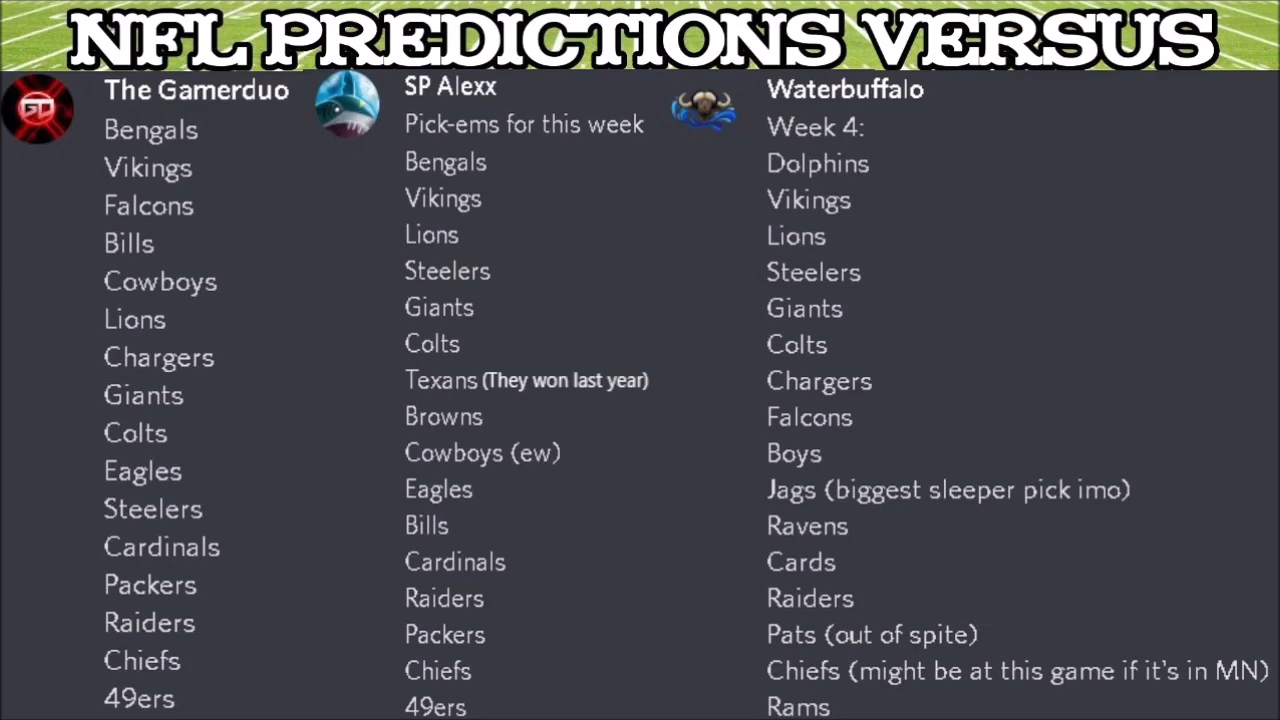 NFL PREDICTIONS VERSUS
GD
The Gamerduo
Bengals
Vikings
Falcons
Bills
Cowboys
Lions
Chargers
Giants
Colts
Eagles
Steelers
Cardinals
Packers
Raiders
Chiefs
49ers
SP Alexx
Pick-ems for this week
Bengals
Vikings
Lions
Steelers
Giants
Colts
Texans (They won last year)
Browns
Cowboys (ew)
Eagles
Bills
Cardinals
Raiders
Packers
Chiefs
49ers
Waterbuffalo
Week 4:
Dolphins
Vikings
Lions
Steelers
Giants
Colts
Chargers
Falcons
Boys
Jags (biggest sleeper pick imo)
Ravens
Cards
Raiders
Pats (out of spite)
Chiefs (might be at this game if it's in MN)
Rams